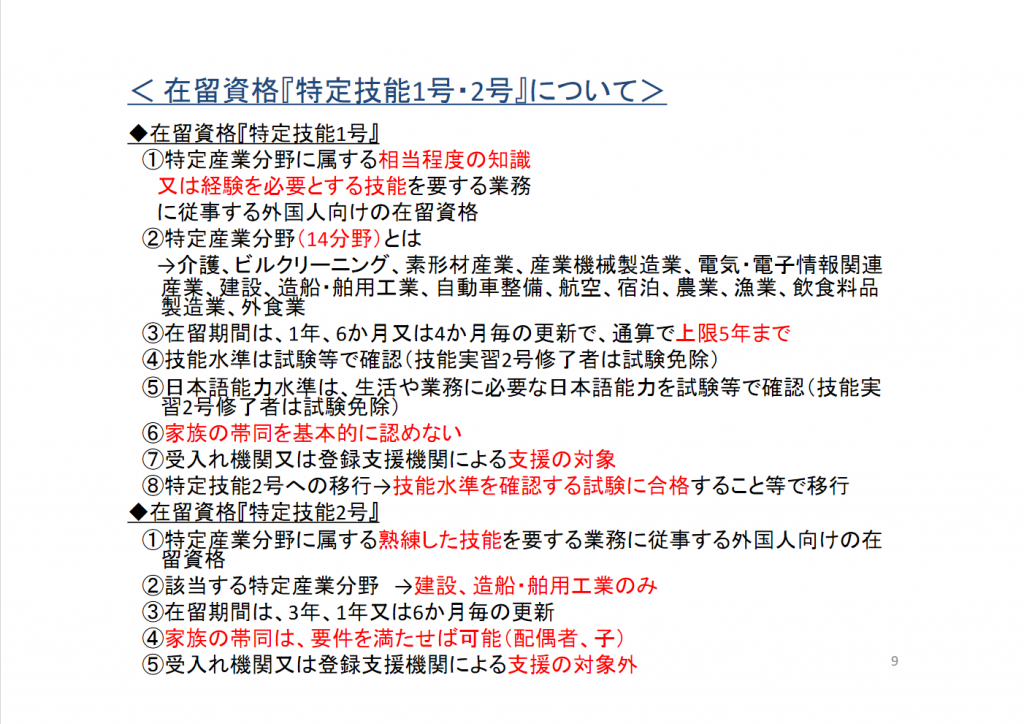 ＜ 在留資格『特定技能1号・2号』について＞
◆在留資格『特定技能1号』
①特定産業分野に属する相当程度の知識
又は経験を必要とする技能を要する業務
に従事する外国人向けの在留資格
②特定産業分野（14分野）とは
→介護、ビルクリーニング、素形材産業、産業機械製造業、電気・電子情報関連
産業、建設、造船・舶用工業、自動車整備、航空、宿泊、農業、漁業、飲食料品
製造業、外食業
③在留期間は、1年、6か月又は4か月毎の更新で、通算で上限5年まで
④技能水準は試験等で確認（技能実習2号修了者は試験免除）
⑤日本語能力水準は、生活や業務に必要な日本語能力を試験等で確認（技能実
習2号修了者は試験免除）
⑥家族の帯同を基本的に認めない
⑦受入れ機関又は登録支援機関による支援の対象
⑧特定技能2号への移行→技能水準を確認する試験に合格すること等で移行
◆在留資格『特定技能2号』
①特定産業分野に属する熟練した技能を要する業務に従事する外国人向けの在
留資格
②該当する特定産業分野 →建設、造船・舶用工業のみ
③在留期間は、3年、1年又は6か月毎の更新
④家族の帯同は、要件を満たせば可能（配偶者、子）
⑤受入れ機関又は登録支援機関による支援の対象外
9